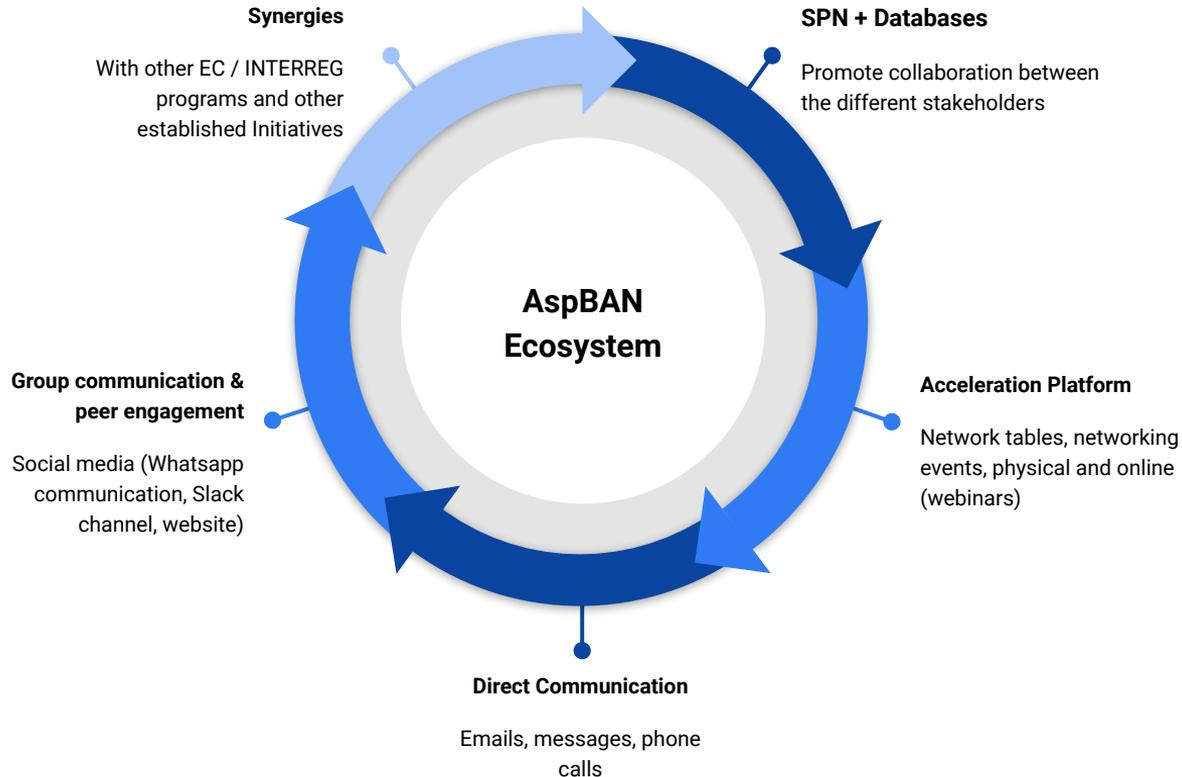 Synergies
With other EC / INTERREG
programs and other
established Initiatives
SPN + Databases
Promote collaboration between
the different stakeholders
AspBAN
Ecosystem
Group communication &
peer engagement
Social media (Whatsapp
communication, Slack
channel, website)
Acceleration Platform
Network tables, networking
events, physical and online
(webinars)
Direct Communication
Emails, messages, phone
calls